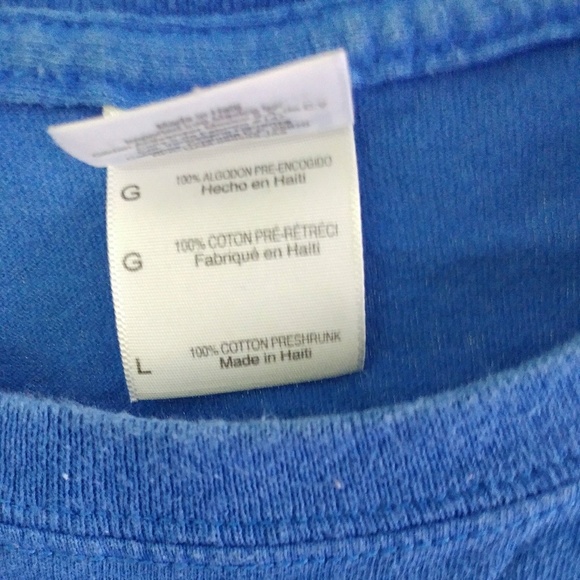 G
100% ALGODON PRE-ENCOGIDO
Hecho en Haiti
G
100% COTON PRÉ-RÉTRÉCI
Fabriqué en Haiti
L
100% COTTON PRESHRUNK
Made in Haiti